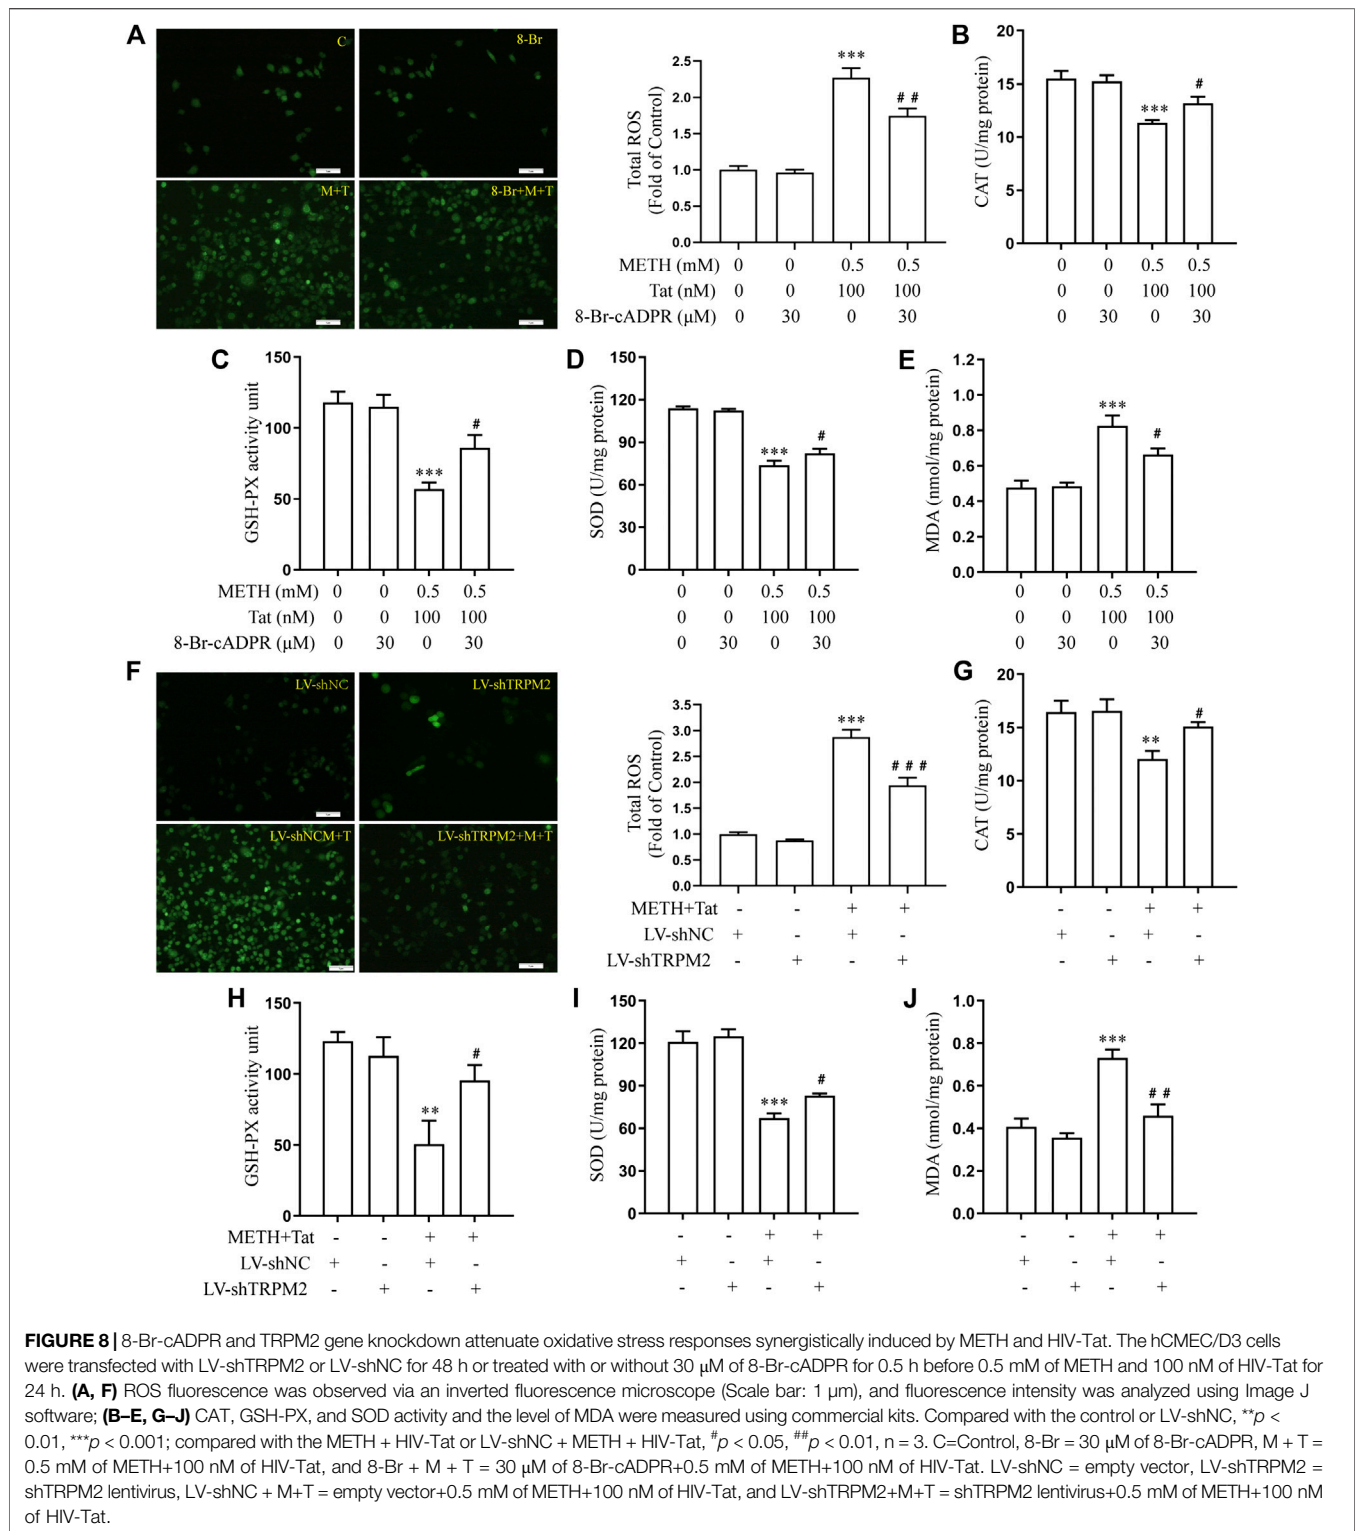 A
C
8-Br
M+T
8-Br+M+T
Total ROS
(Fold of Control)
2.5
2.0
1.5
1.0
0.5
0.0
***
# #
METH (mM) 0 0 0.5 0.5
Tat (nM) 0 0 100 100
8-Br-cADPR (μM) 0 30 0 30
B
CAT (U/mg protein)
20
15
10
5
0
***
#
0 0 0.5 0.5
0 0 100 100
0 30 0 30
C
GSH-PX activity unit
150
100
50
0
***
#
METH (mM) 0 0 0.5 0.5
Tat (nM) 0 0 100 100
8-Br-cADPR (μM) 0 30 0 30
D
SOD (U/mg protein)
150
120
90
60
30
0
***
#
0 0 0.5 0.5
0 0 100 100
0 30 0 30
E
MDA (nmol/mg protein)
1.2
1.0
0.8
0.6
0.4
0.2
0.0
***
#
0 0 0.5 0.5
0 0 100 100
0 30 0 30
F
LV-shNC
LV-shTRPM2
LV-shNCM+T
LV-shTRPM2+M+T
Total ROS
(Fold of Control)
3.5
3.0
2.5
2.0
1.5
1.0
0.5
0.0
***
# # #
METH+Tat - - + +
LV-shNC + - + -
LV-shTRPM2 - + - +
G
CAT (U/mg protein)
20
15
10
5
0
**
#
- - + +
+ - + -
- + - +
H
GSH-PX activity unit
150
100
50
0
**
#
METH+Tat - - + +
LV-shNC + - + -
LV-shTRPM2 - + - +
I
SOD (U/mg protein)
150
120
90
60
30
0
***
#
- - + +
+ - + -
- + - +
J
MDA (nmol/mg protein)
1.0
0.8
0.6
0.4
0.2
0.0
***
# #
- - + +
+ - + -
- + - +
FIGURE 8 | 8-Br-cADPR and TRPM2 gene knockdown attenuate oxidative stress responses synergistically induced by METH and HIV-Tat. The hCMEC/D3 cells
were transfected with LV-shTRPM2 or LV-shNC for 48 h or treated with or without 30 μM of 8-Br-cADPR for 0.5 h before 0.5 mM of METH and 100 nM of HIV-Tat for
24 h. (A, F) ROS fluorescence was observed via an inverted fluorescence microscope (Scale bar: 1 μm), and fluorescence intensity was analyzed using Image J
software; (B–E, G–J) CAT, GSH-PX, and SOD activity and the level of MDA were measured using commercial kits. Compared with the control or LV-shNC, **p <
0.01, ***p < 0.001; compared with the METH + HIV-Tat or LV-shNC + METH + HIV-Tat, #p < 0.05, ##p < 0.01, n = 3. C=Control, 8-Br = 30 μM of 8-Br-cADPR, M + T =
0.5 mM of METH+100 nM of HIV-Tat, and 8-Br + M + T = 30 μM of 8-Br-cADPR+0.5 mM of METH+100 nM of HIV-Tat. LV-shNC = empty vector, LV-shTRPM2 =
shTRPM2 lentivirus, LV-shNC + M+T = empty vector+0.5 mM of METH+100 nM of HIV-Tat, and LV-shTRPM2+M+T = shTRPM2 lentivirus+0.5 mM of METH+100 nM
of HIV-Tat.